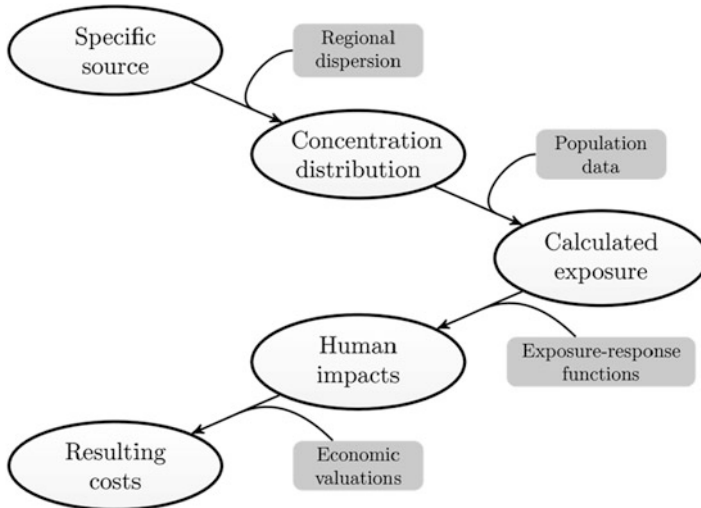 Specific
source
Regional
dispersion
Concentration
distribution
Population
data
Calculated
exposure
Human
impacts
Exposure-response
functions
Resulting
costs
Economic
valuations